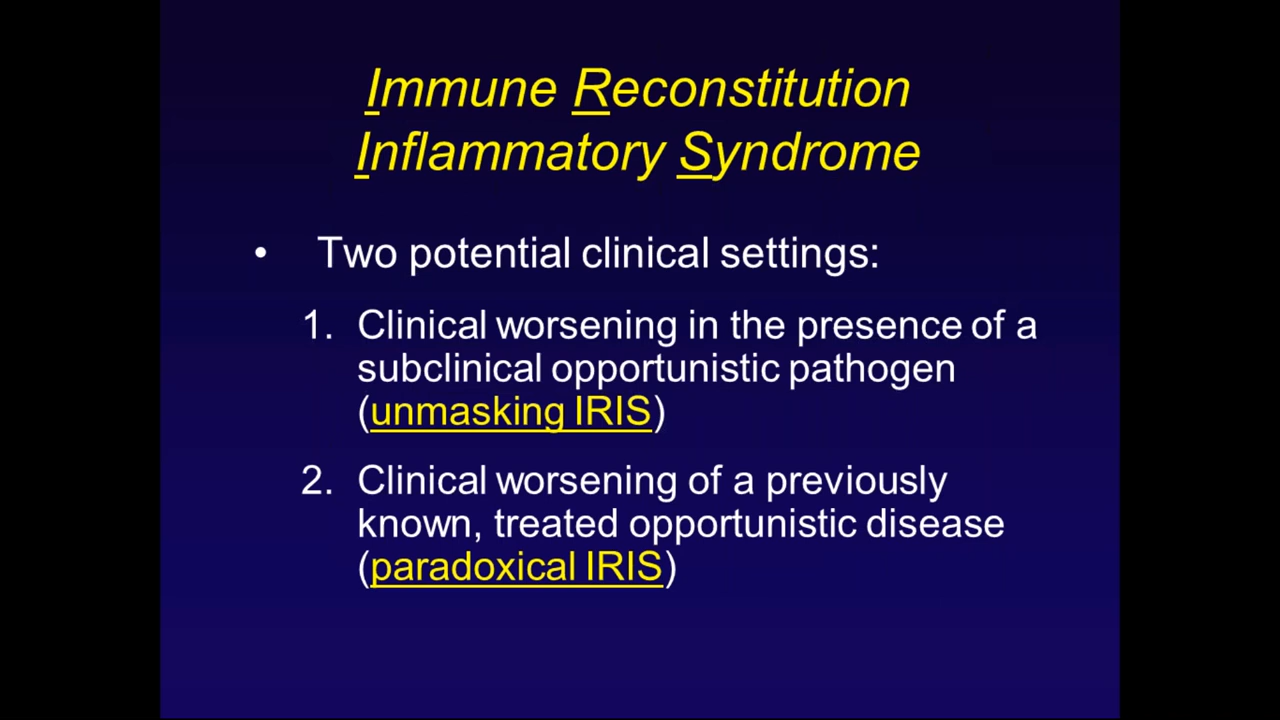 Immune Reconstitution
Inflammatory Syndrome
• Two potential clinical settings:
1. Clinical worsening in the presence of a
subclinical opportunistic pathogen
(unmasking IRIS)
2. Clinical worsening of a previously
known, treated opportunistic disease
(paradoxical IRIS)